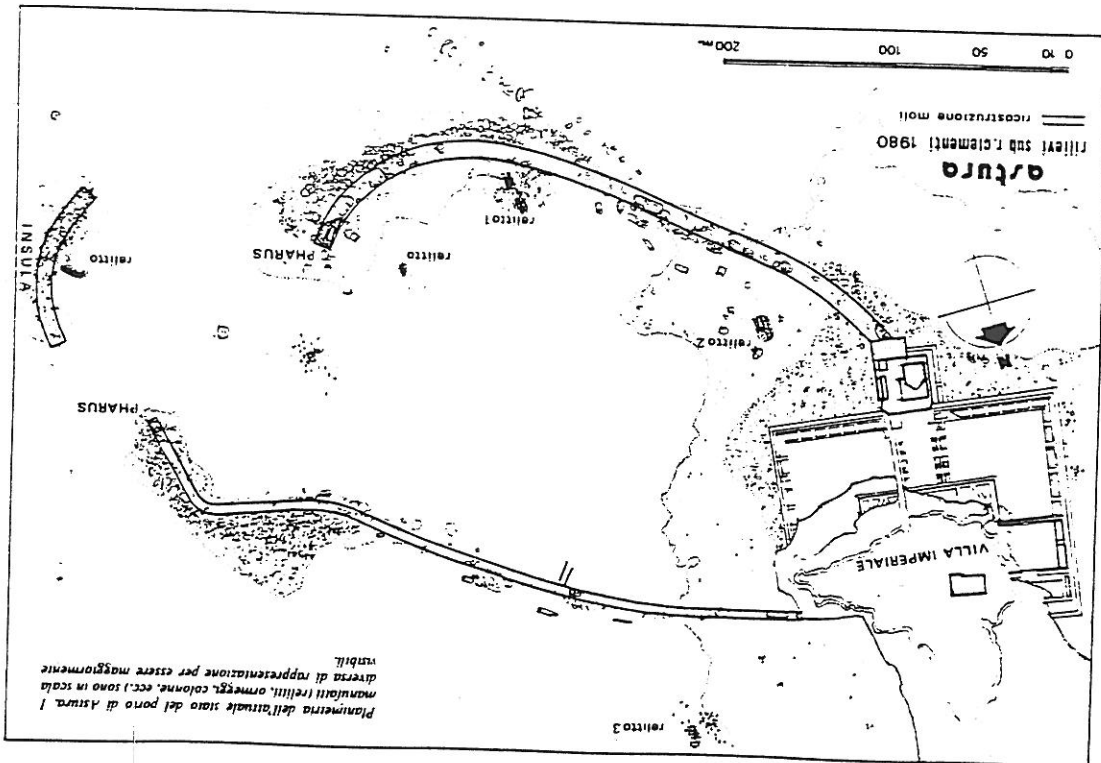 relitto 3
Planimetria dell'attuale stato del porto di Astura. I
manufatti (relitti, ormeggi, colonne, ecc.) sono in scala
diversa di rappresentazione per essere maggiormente
visibili.
VILLA IMPERIALE
PHARUS
N
relitto 2
relitto
PHARUS
relitto
INSULA
relitto 1
astura
rilievi sub r.clementi 1980
ricostruzione moli
0 10 50 100 200 m.